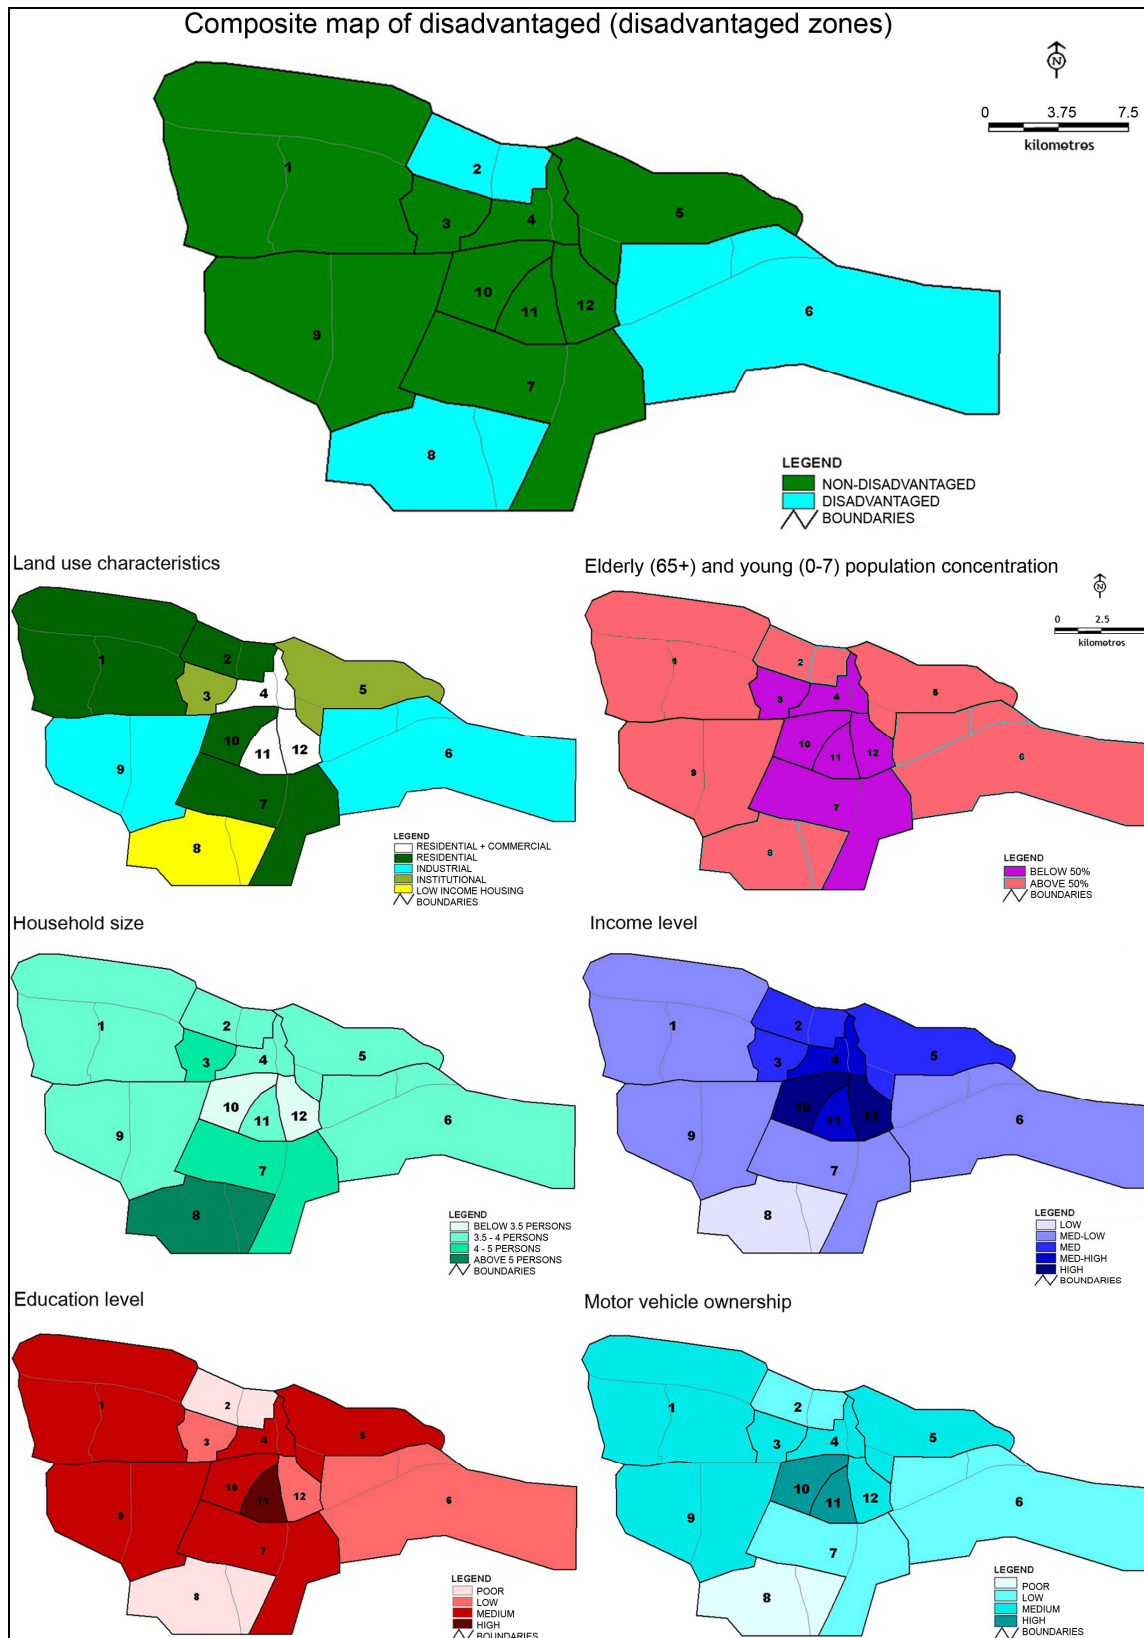 Composite map of disadvantaged (disadvantaged zones)
N
0 3.75 7.5
kilometres
1
2
3
4
5
6
7
8
9
10
11
12
LEGEND
NON-DISADVANTAGED
DISADVANTAGED
BOUNDARIES
Land use characteristics
1
2
3
4
5
6
7
8
9
10
11
12
LEGEND
RESIDENTIAL + COMMERCIAL
RESIDENTIAL
INDUSTRIAL
INSTITUTIONAL
LOW INCOME HOUSING
BOUNDARIES
Elderly (65+) and young (0-7) population concentration
N
0 2.5
kilometres
1
2
3
4
5
6
7
8
9
10
11
12
LEGEND
BELOW 50%
ABOVE 50%
BOUNDARIES
Household size
1
2
3
4
5
6
7
8
9
10
11
12
LEGEND
BELOW 3.5 PERSONS
3.5 - 4 PERSONS
4 - 5 PERSONS
ABOVE 5 PERSONS
BOUNDARIES
Income level
1
2
3
4
5
6
7
8
9
10
11
12
LEGEND
LOW
MED-LOW
MED
MED-HIGH
HIGH
BOUNDARIES
Education level
1
2
3
4
5
6
7
8
9
10
11
12
LEGEND
POOR
LOW
MEDIUM
HIGH
BOUNDARIES
Motor vehicle ownership
1
2
3
4
5
6
7
8
9
10
11
12
LEGEND
POOR
LOW
MEDIUM
HIGH
BOUNDARIES